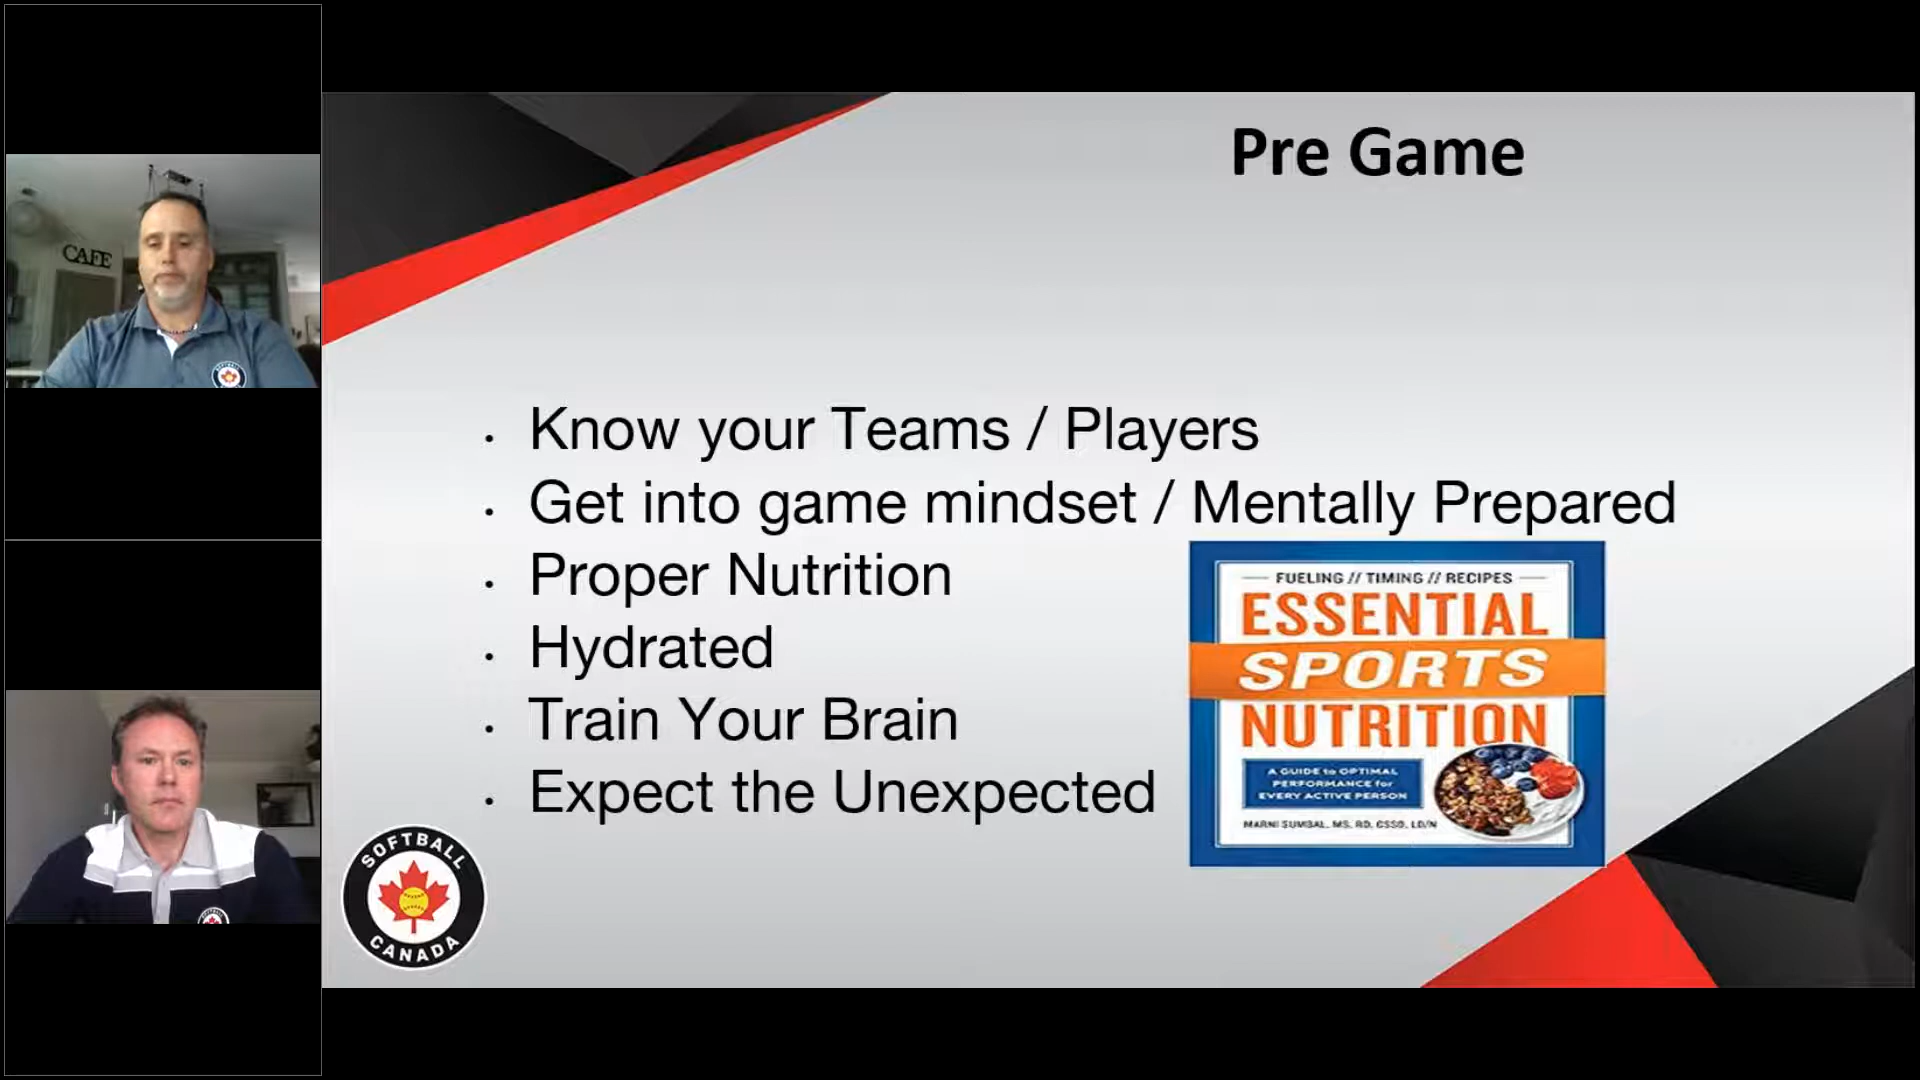 CAFE
Pre Game
• Know your Teams / Players
• Get into game mindset / Mentally Prepared
• Proper Nutrition
• Hydrated
• Train Your Brain
• Expect the Unexpected
FUELING // TIMING // RECIPES
ESSENTIAL
SPORTS
NUTRITION
A GUIDE to OPTIMAL
PERFORMANCE for
EVERY ACTIVE PERSON
MARNI SUMBAL, MS, RD, CSSD, LD/N
SOFTBALL
CANADA